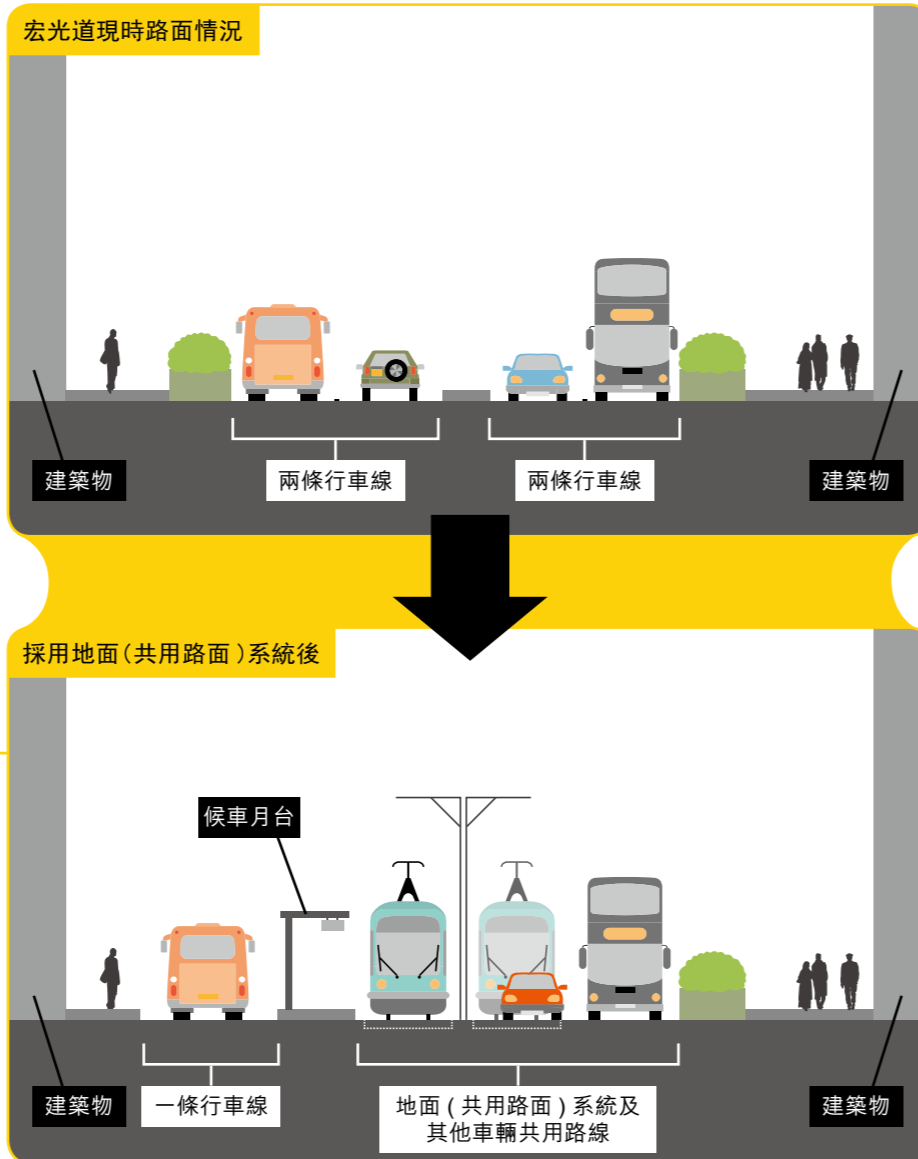 宏光道現時路面情況
建築物
兩條行車線
兩條行車線
建築物
採用地面(共用路面)系統後
候車月台
建築物
一條行車線
地面(共用路面)系統及
其他車輛共用路線
建築物